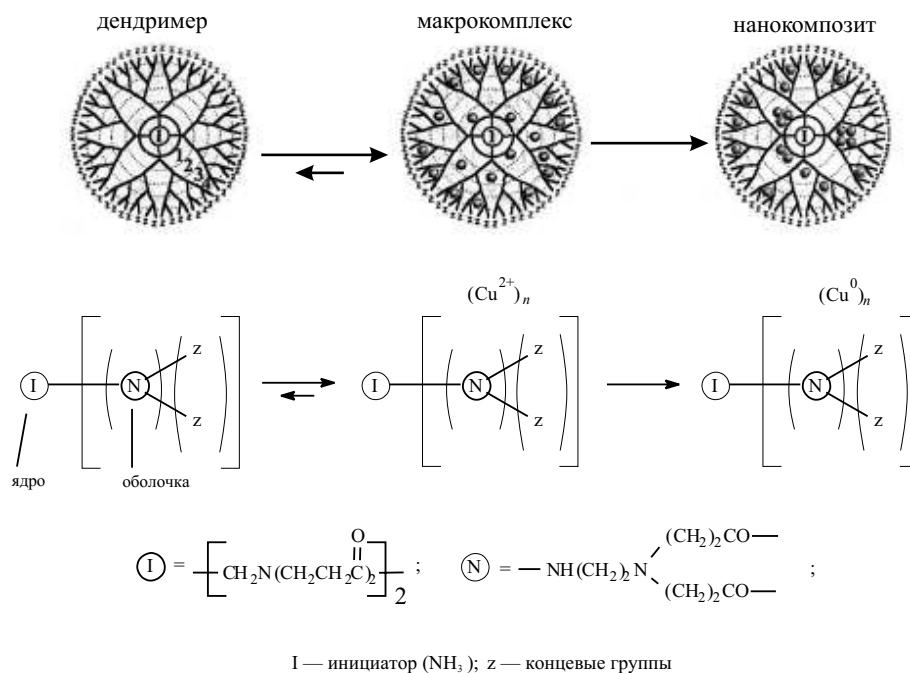 дендример макрокомплекс нанокомпозит
I I I
1 2 3
(Cu²⁺)ₙ (Cu⁰)ₙ
z z z
I N I N I N
z z z
ядро оболочка
O
(CH₂)₂CO—
I = [—CH₂N(CH₂CH₂C)₂—]₂ ; N = —NH(CH₂)₂N ;
(CH₂)₂CO—
I — инициатор (NH₃); z — концевые группы